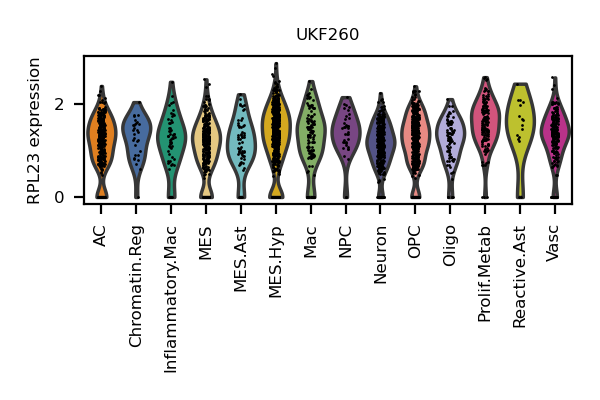 UKF260
RPL23 expression
2
0
AC
Chromatin.Reg
Inflammatory.Mac
MES
MES.Ast
MES.Hyp
Mac
NPC
Neuron
OPC
Oligo
Prolif.Metab
Reactive.Ast
Vasc